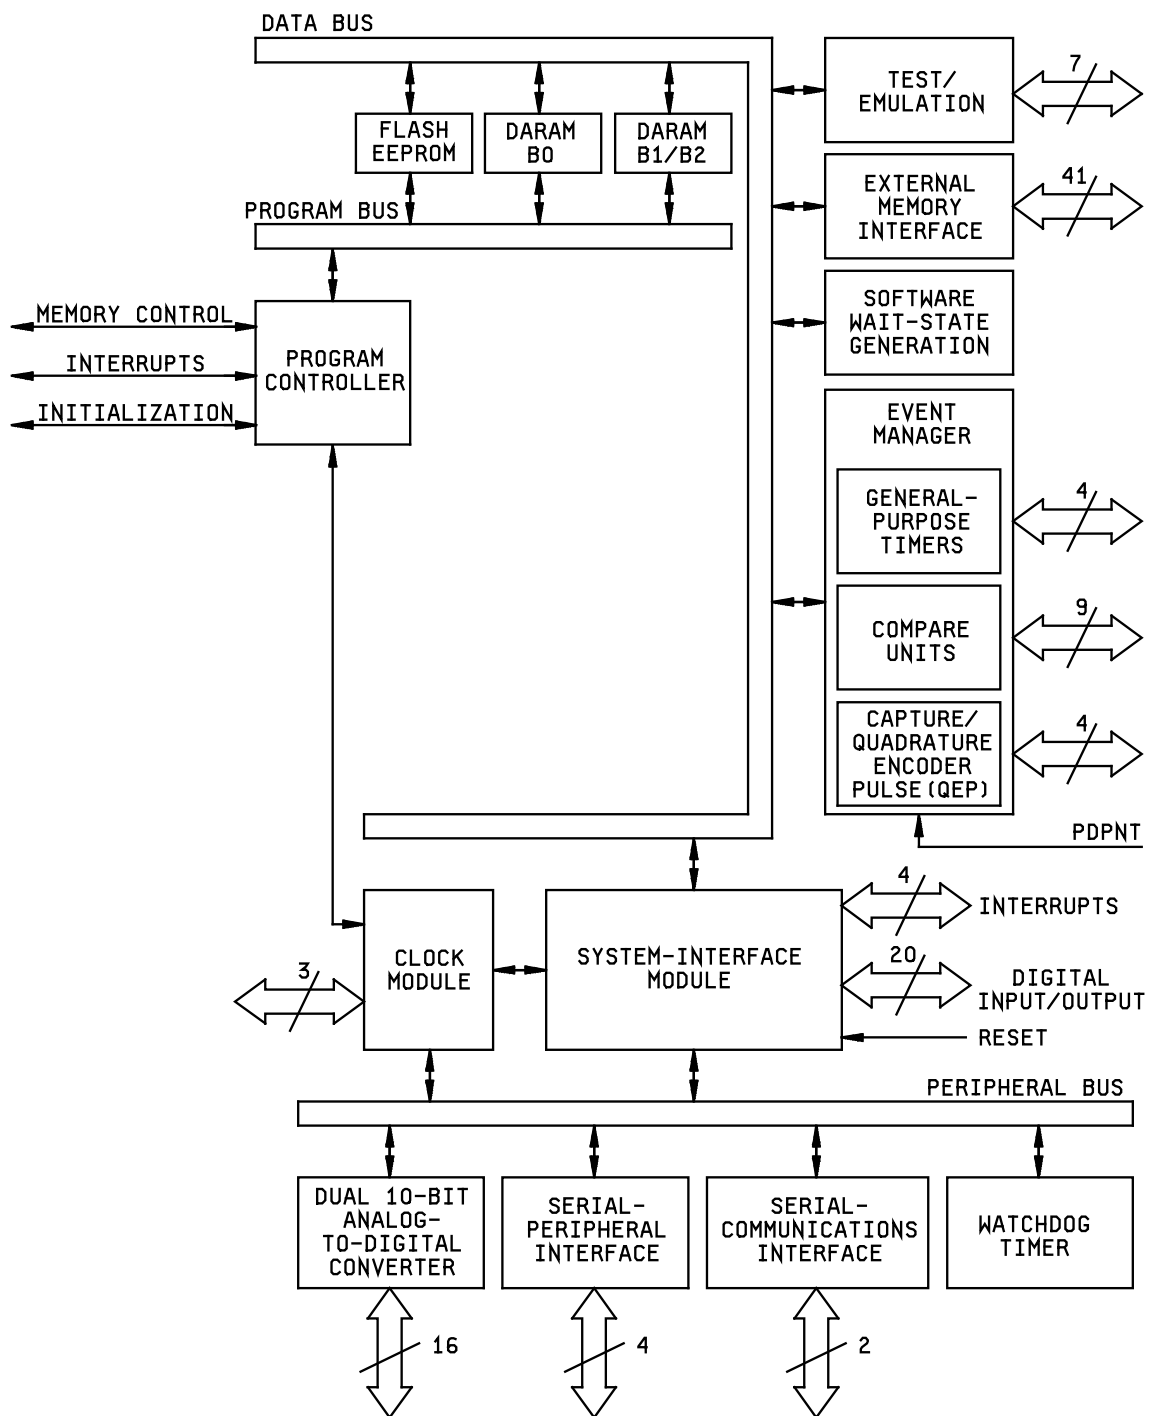 DATA BUS
TEST/
EMULATION
7
FLASH
EEPROM
DARAM
B0
DARAM
B1/B2
EXTERNAL
MEMORY
INTERFACE
41
PROGRAM BUS
SOFTWARE
WAIT-STATE
GENERATION
MEMORY CONTROL
INTERRUPTS
INITIALIZATION
PROGRAM
CONTROLLER
EVENT
MANAGER
GENERAL-
PURPOSE
TIMERS
4
COMPARE
UNITS
9
CAPTURE/
QUADRATURE
ENCODER
PULSE(QEP)
4
PDPNT
CLOCK
MODULE
3
SYSTEM-INTERFACE
MODULE
4
INTERRUPTS
20
DIGITAL
INPUT/OUTPUT
RESET
PERIPHERAL BUS
DUAL 10-BIT
ANALOG-
TO-DIGITAL
CONVERTER
SERIAL-
PERIPHERAL
INTERFACE
SERIAL-
COMMUNICATIONS
INTERFACE
WATCHDOG
TIMER
16
4
2